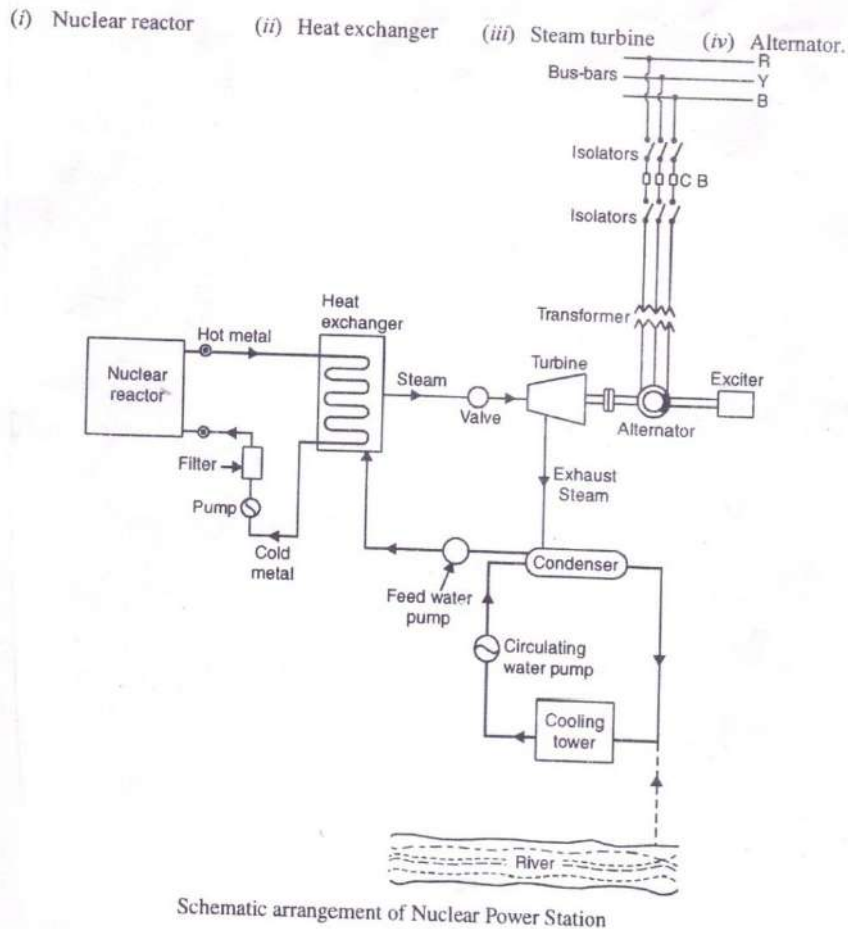 (i) Nuclear reactor (ii) Heat exchanger (iii) Steam turbine (iv) Alternator.
R
Bus-bars
Y
B
Isolators
C B
Isolators
Transformer
Heat
exchanger
Hot metal
Turbine
Exciter
Nuclear
reactor
Steam
Valve
Alternator
Filter
Exhaust
Steam
Pump
Cold
metal
Condenser
Feed water
pump
Circulating
water pump
Cooling
tower
River
Schematic arrangement of Nuclear Power Station